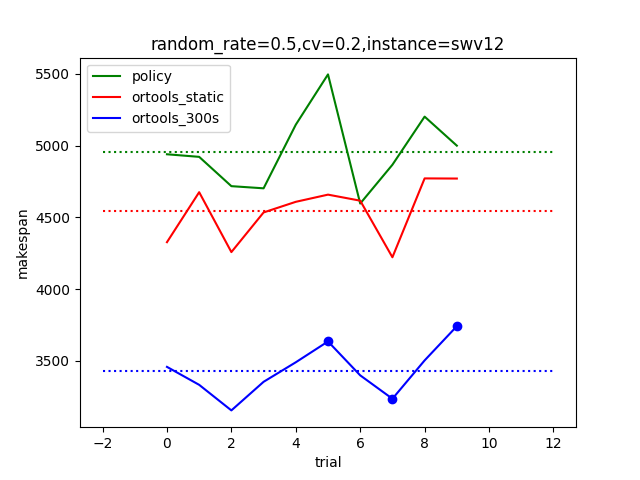 random_rate=0.5,cv=0.2,instance=swv12
policy
ortools_static
ortools_300s
makespan
5500
5000
4500
4000
3500
−2
0
2
4
6
8
10
12
trial